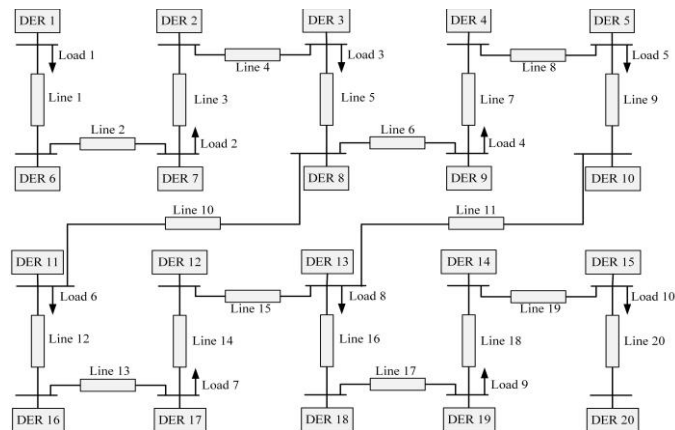 DER 1
DER 2
DER 3
DER 4
DER 5
Load 1
Line 4
Load 3
Line 8
Load 5
Line 1
Line 3
Line 5
Line 7
Line 9
Line 2
Load 2
Line 6
Load 4
DER 6
DER 7
DER 8
DER 9
DER 10
Line 10
Line 11
DER 11
DER 12
DER 13
DER 14
DER 15
Load 6
Line 15
Load 8
Line 19
Load 10
Line 12
Line 14
Line 16
Line 18
Line 20
Line 13
Load 7
Line 17
Load 9
DER 16
DER 17
DER 18
DER 19
DER 20